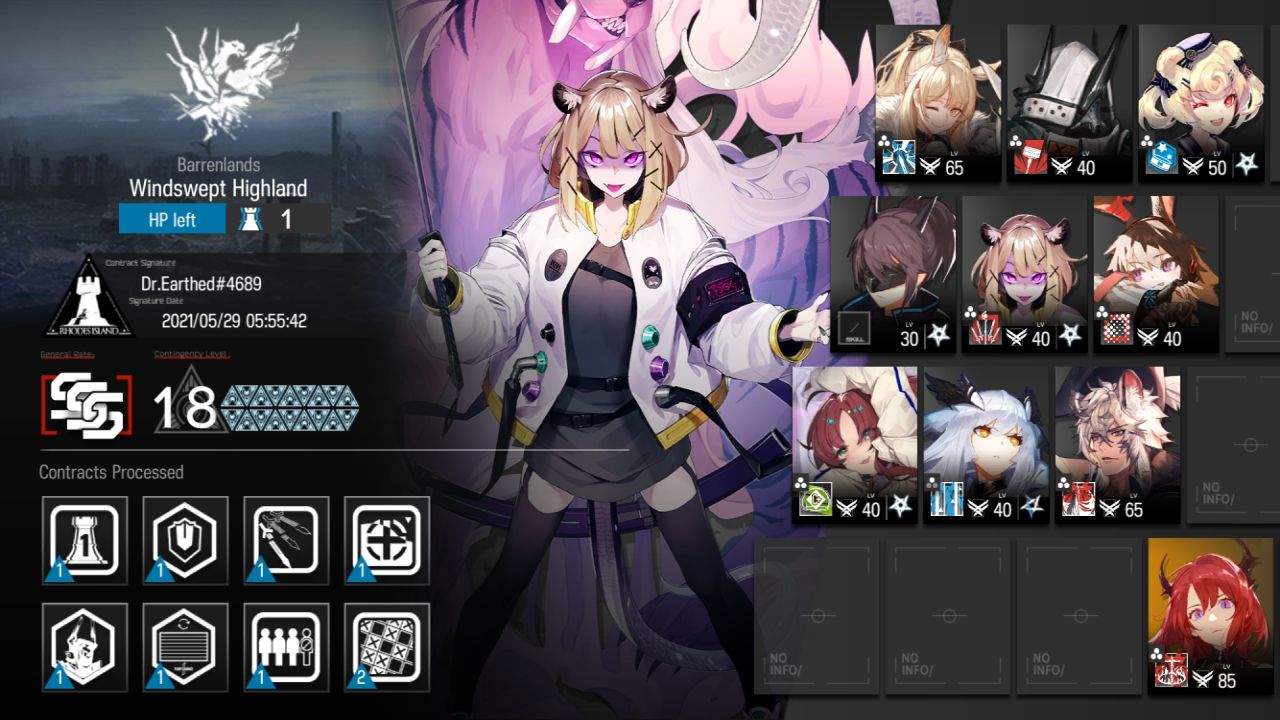 Barrenlands
Windswept Highland
HP left 1
Contract Signature
Dr.Earthed#4689
Signature Date
2021/05/29 05:55:42
RHODES ISLAND
General Rate:
Contingency Level:
SSS
18
Contracts Processed
1
1
1
1
1
1
1
2
LV
65
LV
40
LV
50
SKILL
LV
30
LV
40
LV
40
NO
INFO/
LV
40
LV
40
LV
65
NO
INFO/
NO
INFO/
NO
INFO/
NO
INFO/
LV
85